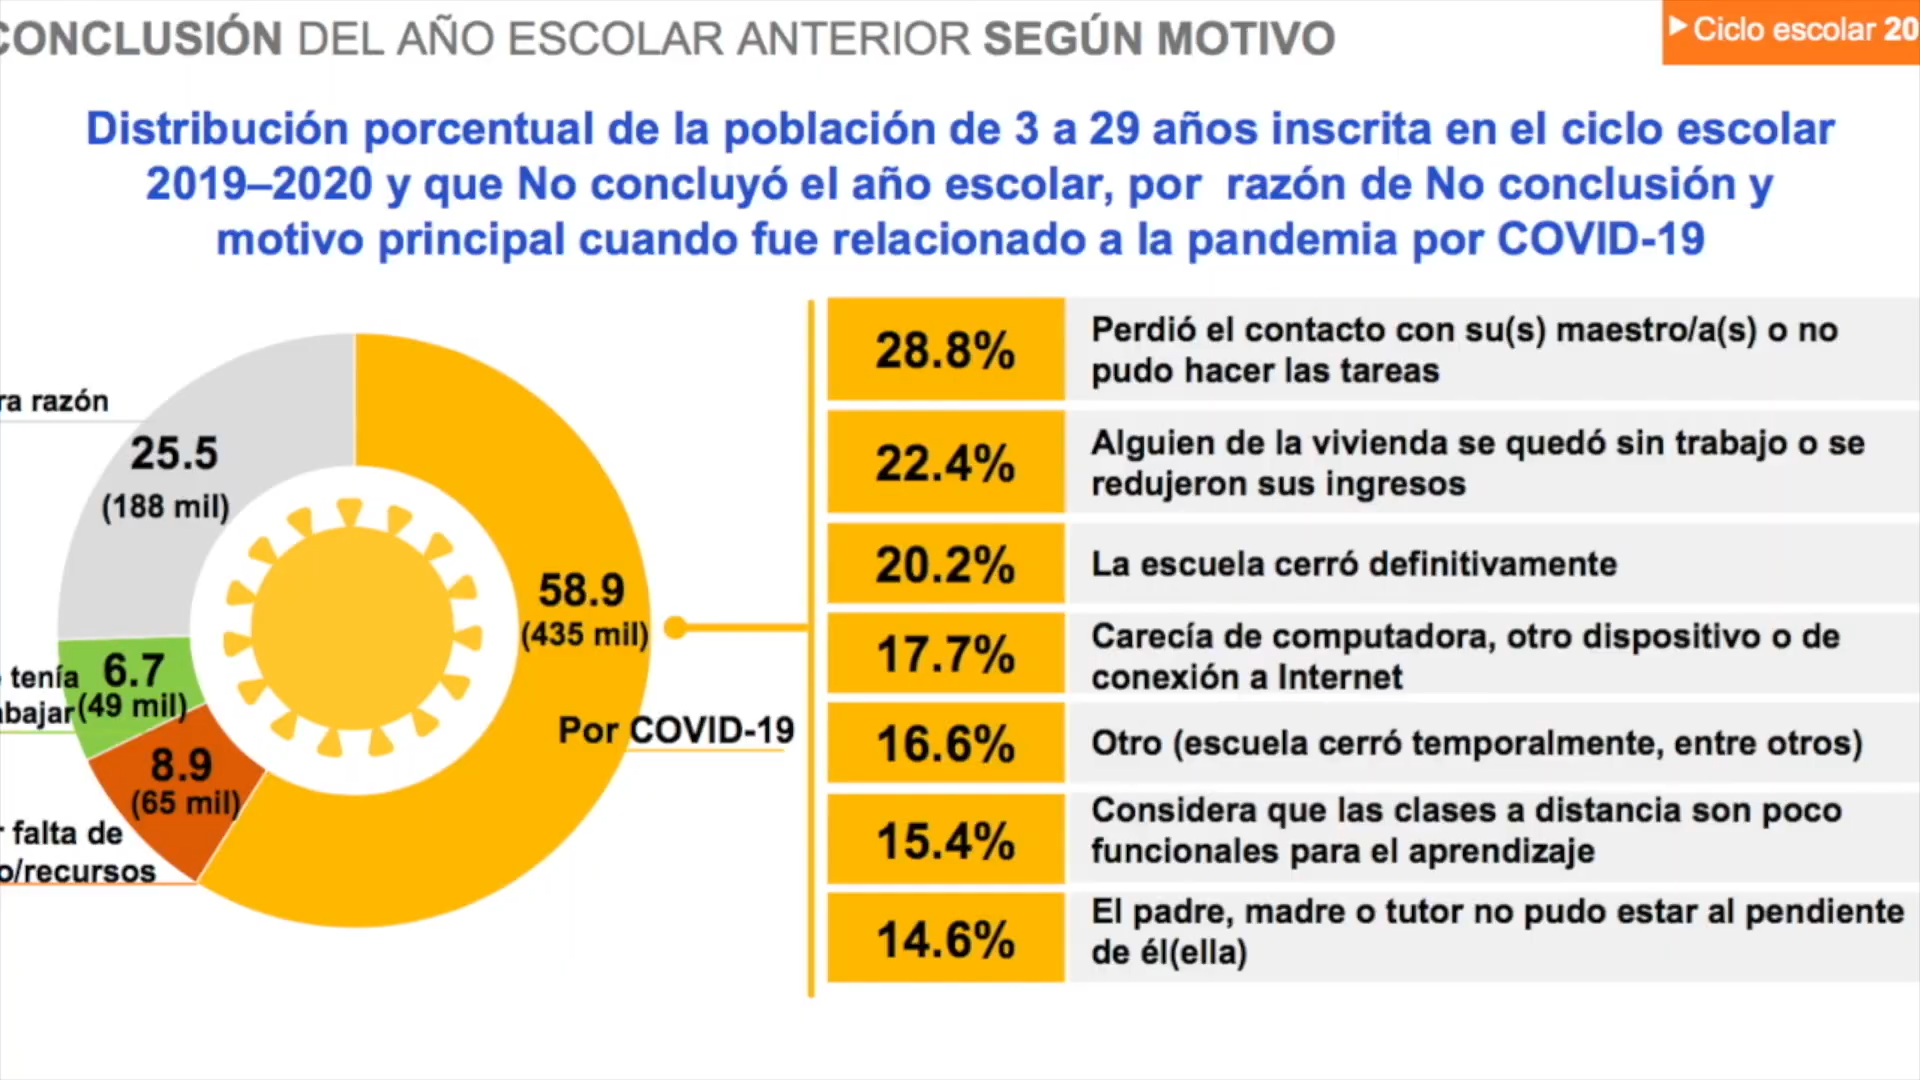 CONCLUSIÓN DEL AÑO ESCOLAR ANTERIOR SEGÚN MOTIVO
Ciclo escolar 20
Distribución porcentual de la población de 3 a 29 años inscrita en el ciclo escolar
2019–2020 y que No concluyó el año escolar, por razón de No conclusión y
motivo principal cuando fue relacionado a la pandemia por COVID-19
ra razón
25.5
(188 mil)
58.9
(435 mil)
Por COVID-19
tenía
6.7
abajar
(49 mil)
8.9
(65 mil)
r falta de
o/recursos
28.8%
Perdió el contacto con su(s) maestro/a(s) o no
pudo hacer las tareas
22.4%
Alguien de la vivienda se quedó sin trabajo o se
redujeron sus ingresos
20.2%
La escuela cerró definitivamente
17.7%
Carecía de computadora, otro dispositivo o de
conexión a Internet
16.6%
Otro (escuela cerró temporalmente, entre otros)
15.4%
Considera que las clases a distancia son poco
funcionales para el aprendizaje
14.6%
El padre, madre o tutor no pudo estar al pendiente
de él(ella)